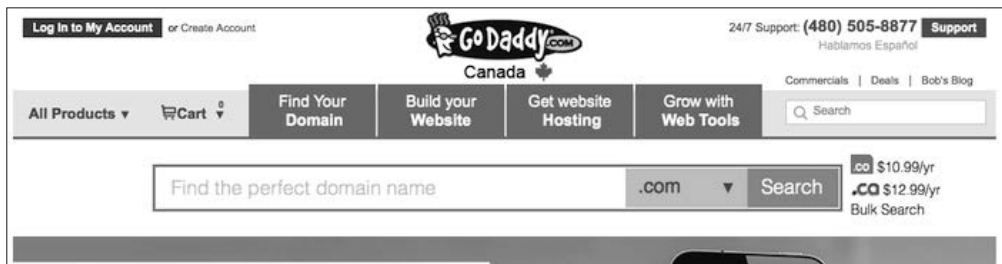 Log In to My Account or Create Account
GoDaddy.COM
Canada
24/7 Support: (480) 505-8877 Support
Hablamos Español
Commercials | Deals | Bob's Blog
All Products ▾
Cart 0 ▾
Find Your
Domain
Build your
Website
Get website
Hosting
Grow with
Web Tools
Search
Find the perfect domain name
.com ▼
Search
.co $10.99/yr
.ca $12.99/yr
Bulk Search